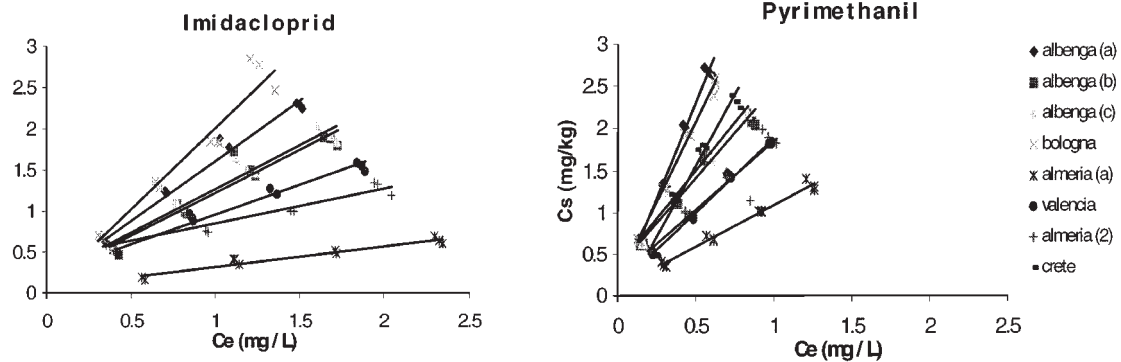 Imidacloprid
3
2.5
2
1.5
1
0.5
0
0.5 1 1.5 2 2.5
Ce (mg/L)
Pyrimethanil
Cs (mg/kg)
3
2.5
2
1.5
1
0.5
0
0 0.5 1 1.5 2 2.5
Ce (mg/L)
albenga (a)
albenga (b)
albenga (c)
bologna
almeria (a)
valencia
almeria (2)
crete